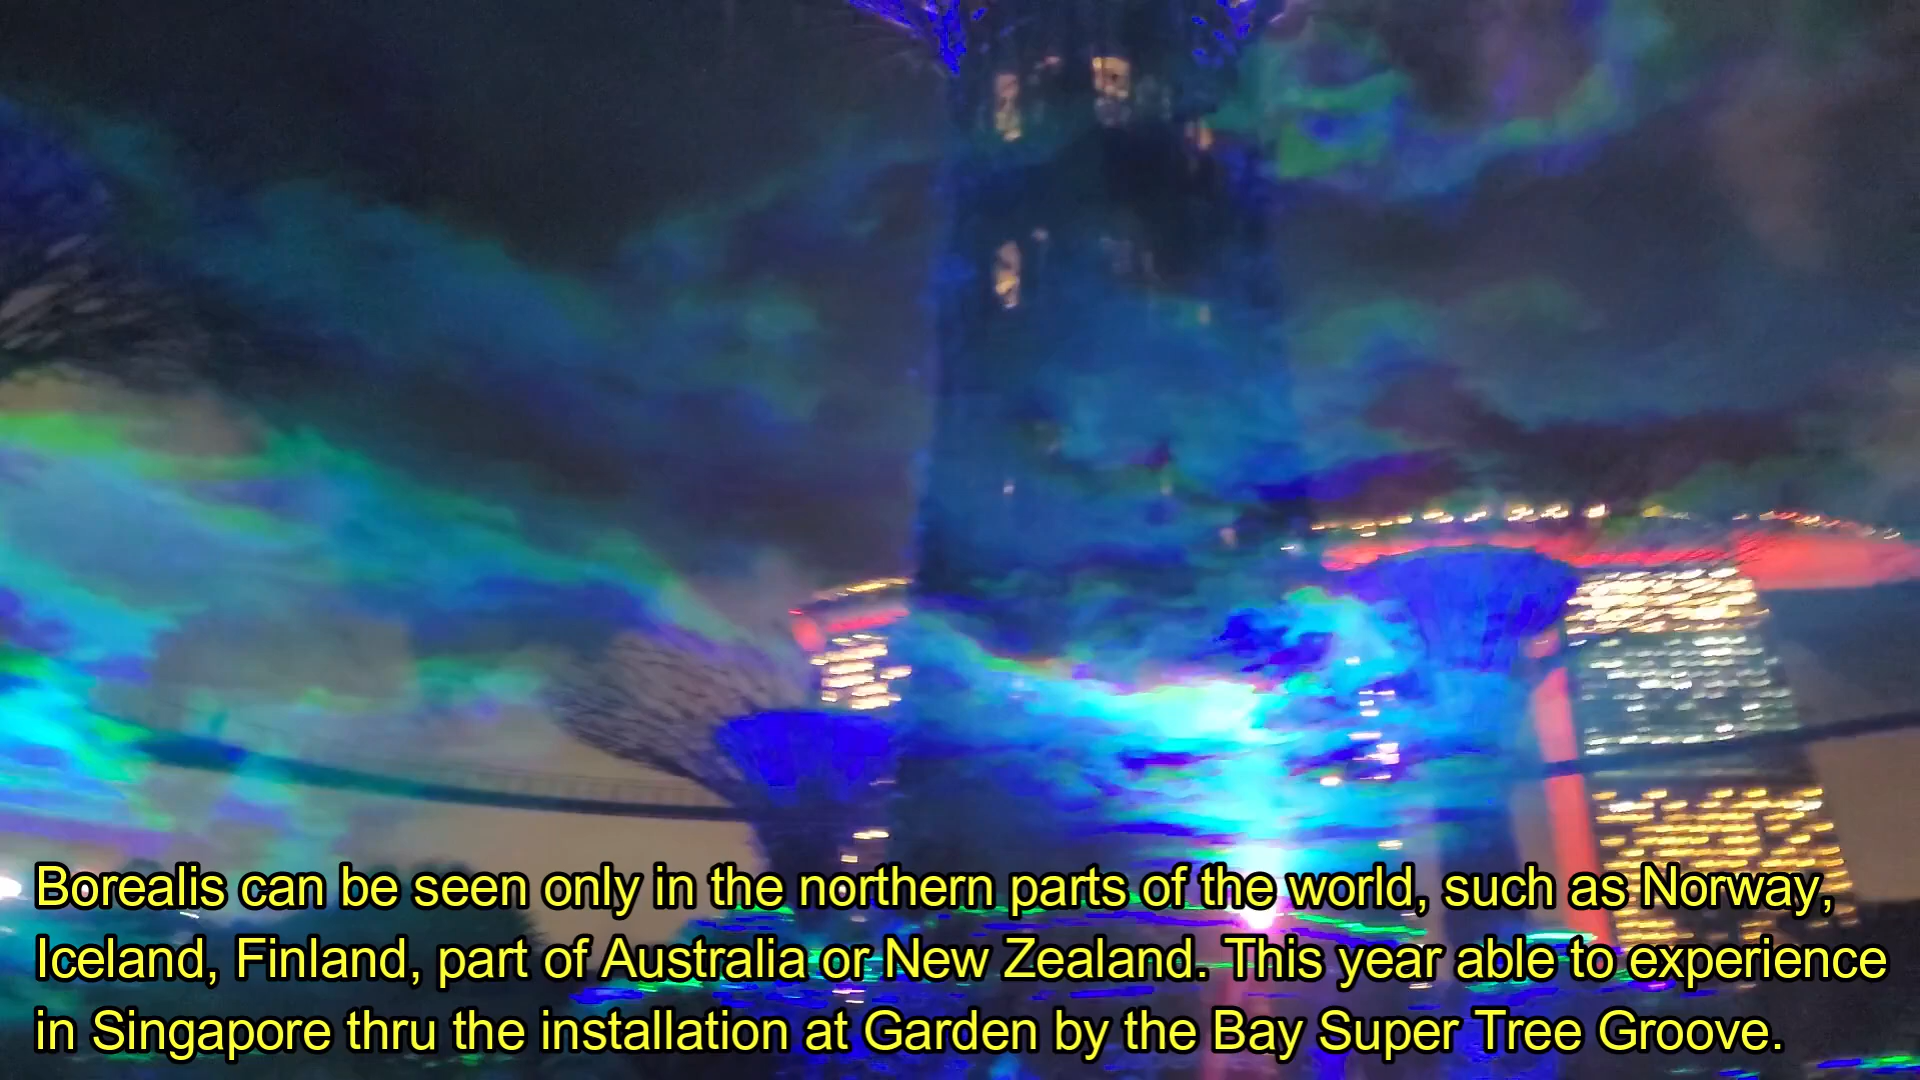 Borealis can be seen only in the northern parts of the world, such as Norway,
Iceland, Finland, part of Australia or New Zealand. This year able to experience
in Singapore thru the installation at Garden by the Bay Super Tree Groove.